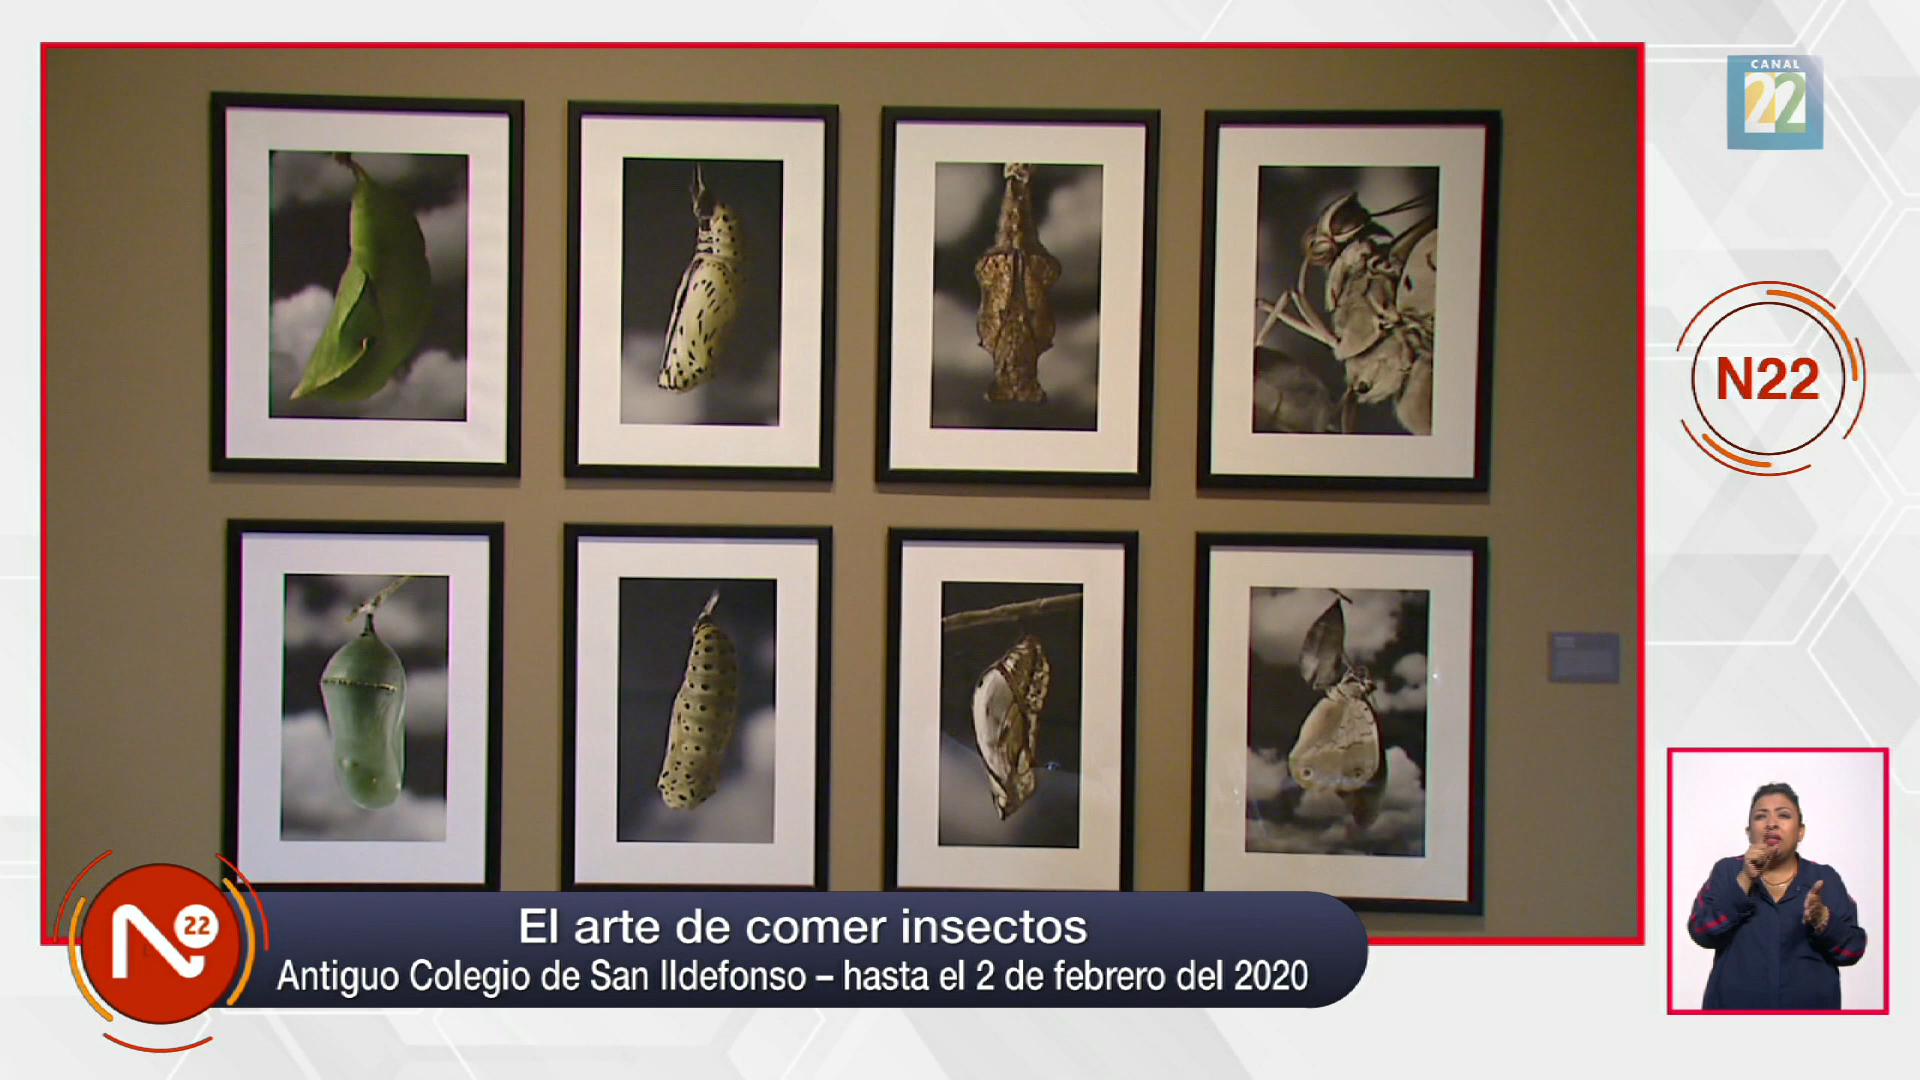 CANAL
22
N22
N 22
El arte de comer insectos
Antiguo Colegio de San Ildefonso – hasta el 2 de febrero del 2020